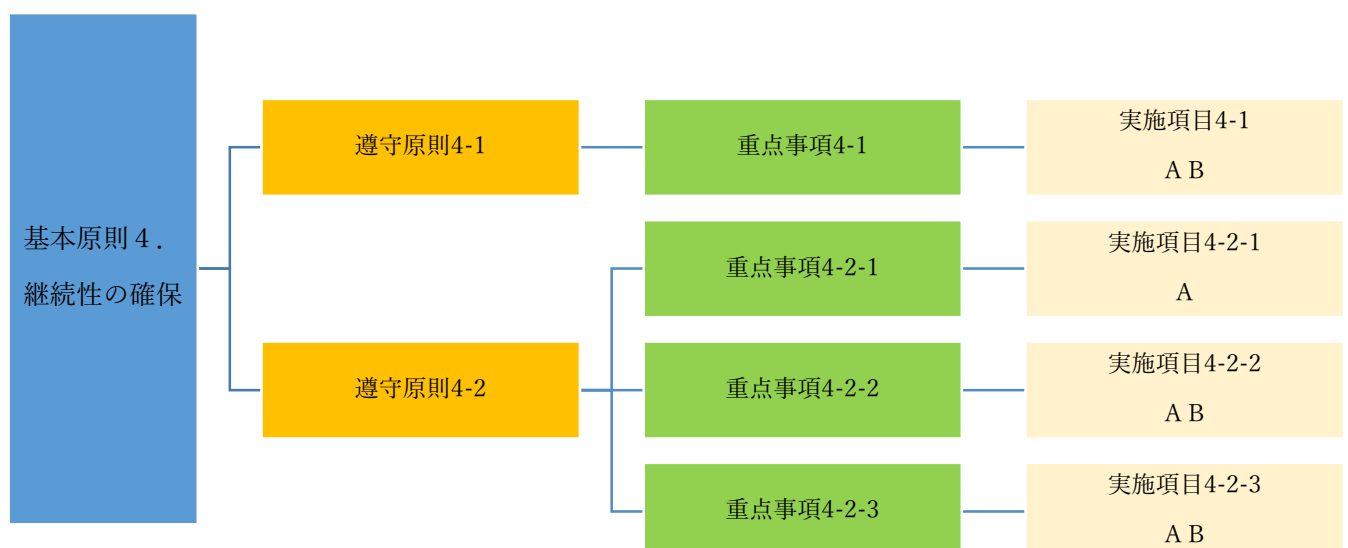 基本原則４．
継続性の確保
遵守原則4-1
重点事項4-1
実施項目4-1
A B
重点事項4-2-1
実施項目4-2-1
A
遵守原則4-2
重点事項4-2-2
実施項目4-2-2
A B
重点事項4-2-3
実施項目4-2-3
A B